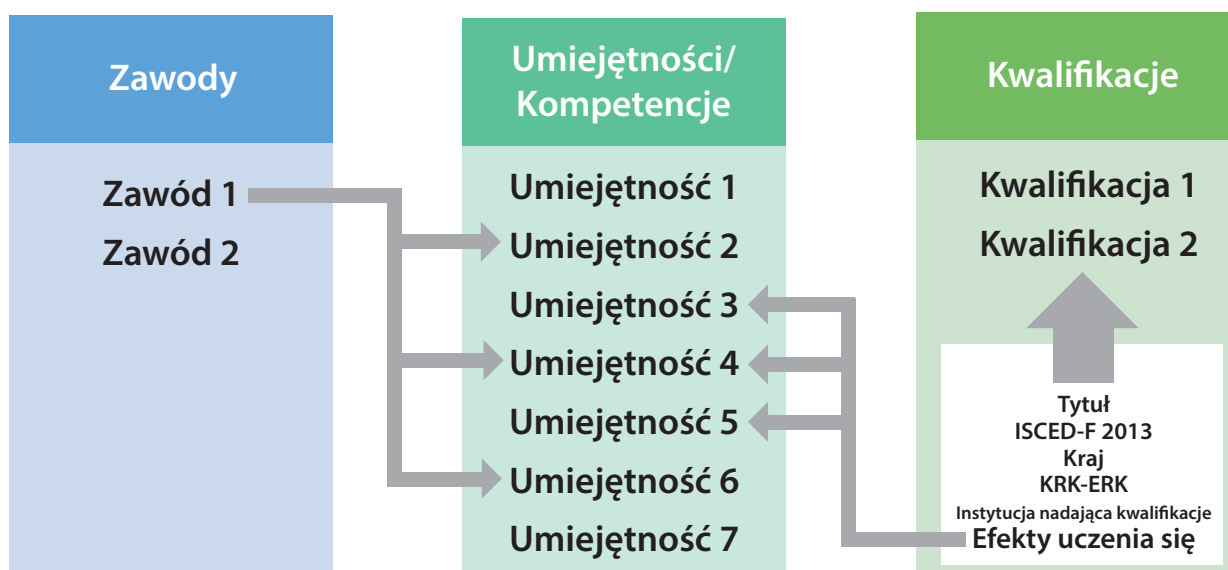 Zawody
Zawód 1
Zawód 2
Umiejętności/
Kompetencje
Umiejętność 1
Umiejętność 2
Umiejętność 3
Umiejętność 4
Umiejętność 5
Umiejętność 6
Umiejętność 7
Kwalifikacje
Kwalifikacja 1
Kwalifikacja 2
Tytuł
ISCED-F 2013
Kraj
KRK-ERK
Instytucja nadająca kwalifikacje
Efekty uczenia się